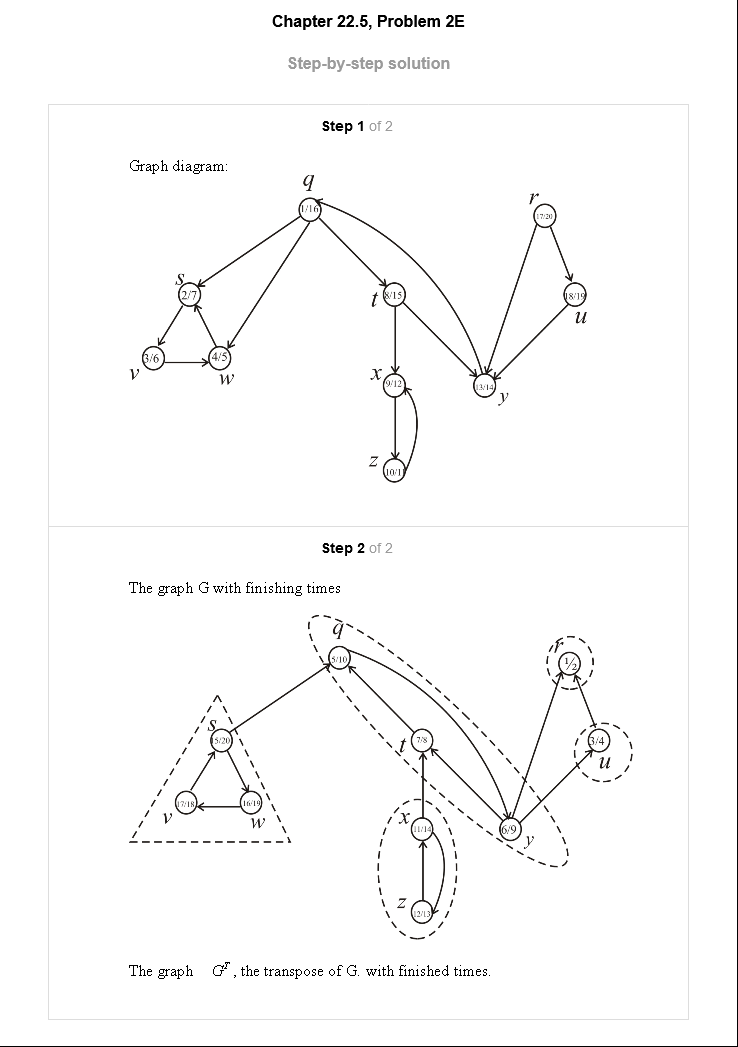 Chapter 22.5, Problem 2E
Step-by-step solution
Step 1 of 2
Graph diagram:
q
1/16
r
17/20
s
2/7
t
8/15
18/19
u
3/6
v
4/5
w
x
9/12
13/14
y
z
10/1
Step 2 of 2
The graph G with finishing times
q
5/10
r
½
s
15/20
t
7/8
3/4
u
17/18
v
16/19
w
x
11/14
6/9
y
z
12/13
The graph Gᵀ, the transpose of G. with finished times.